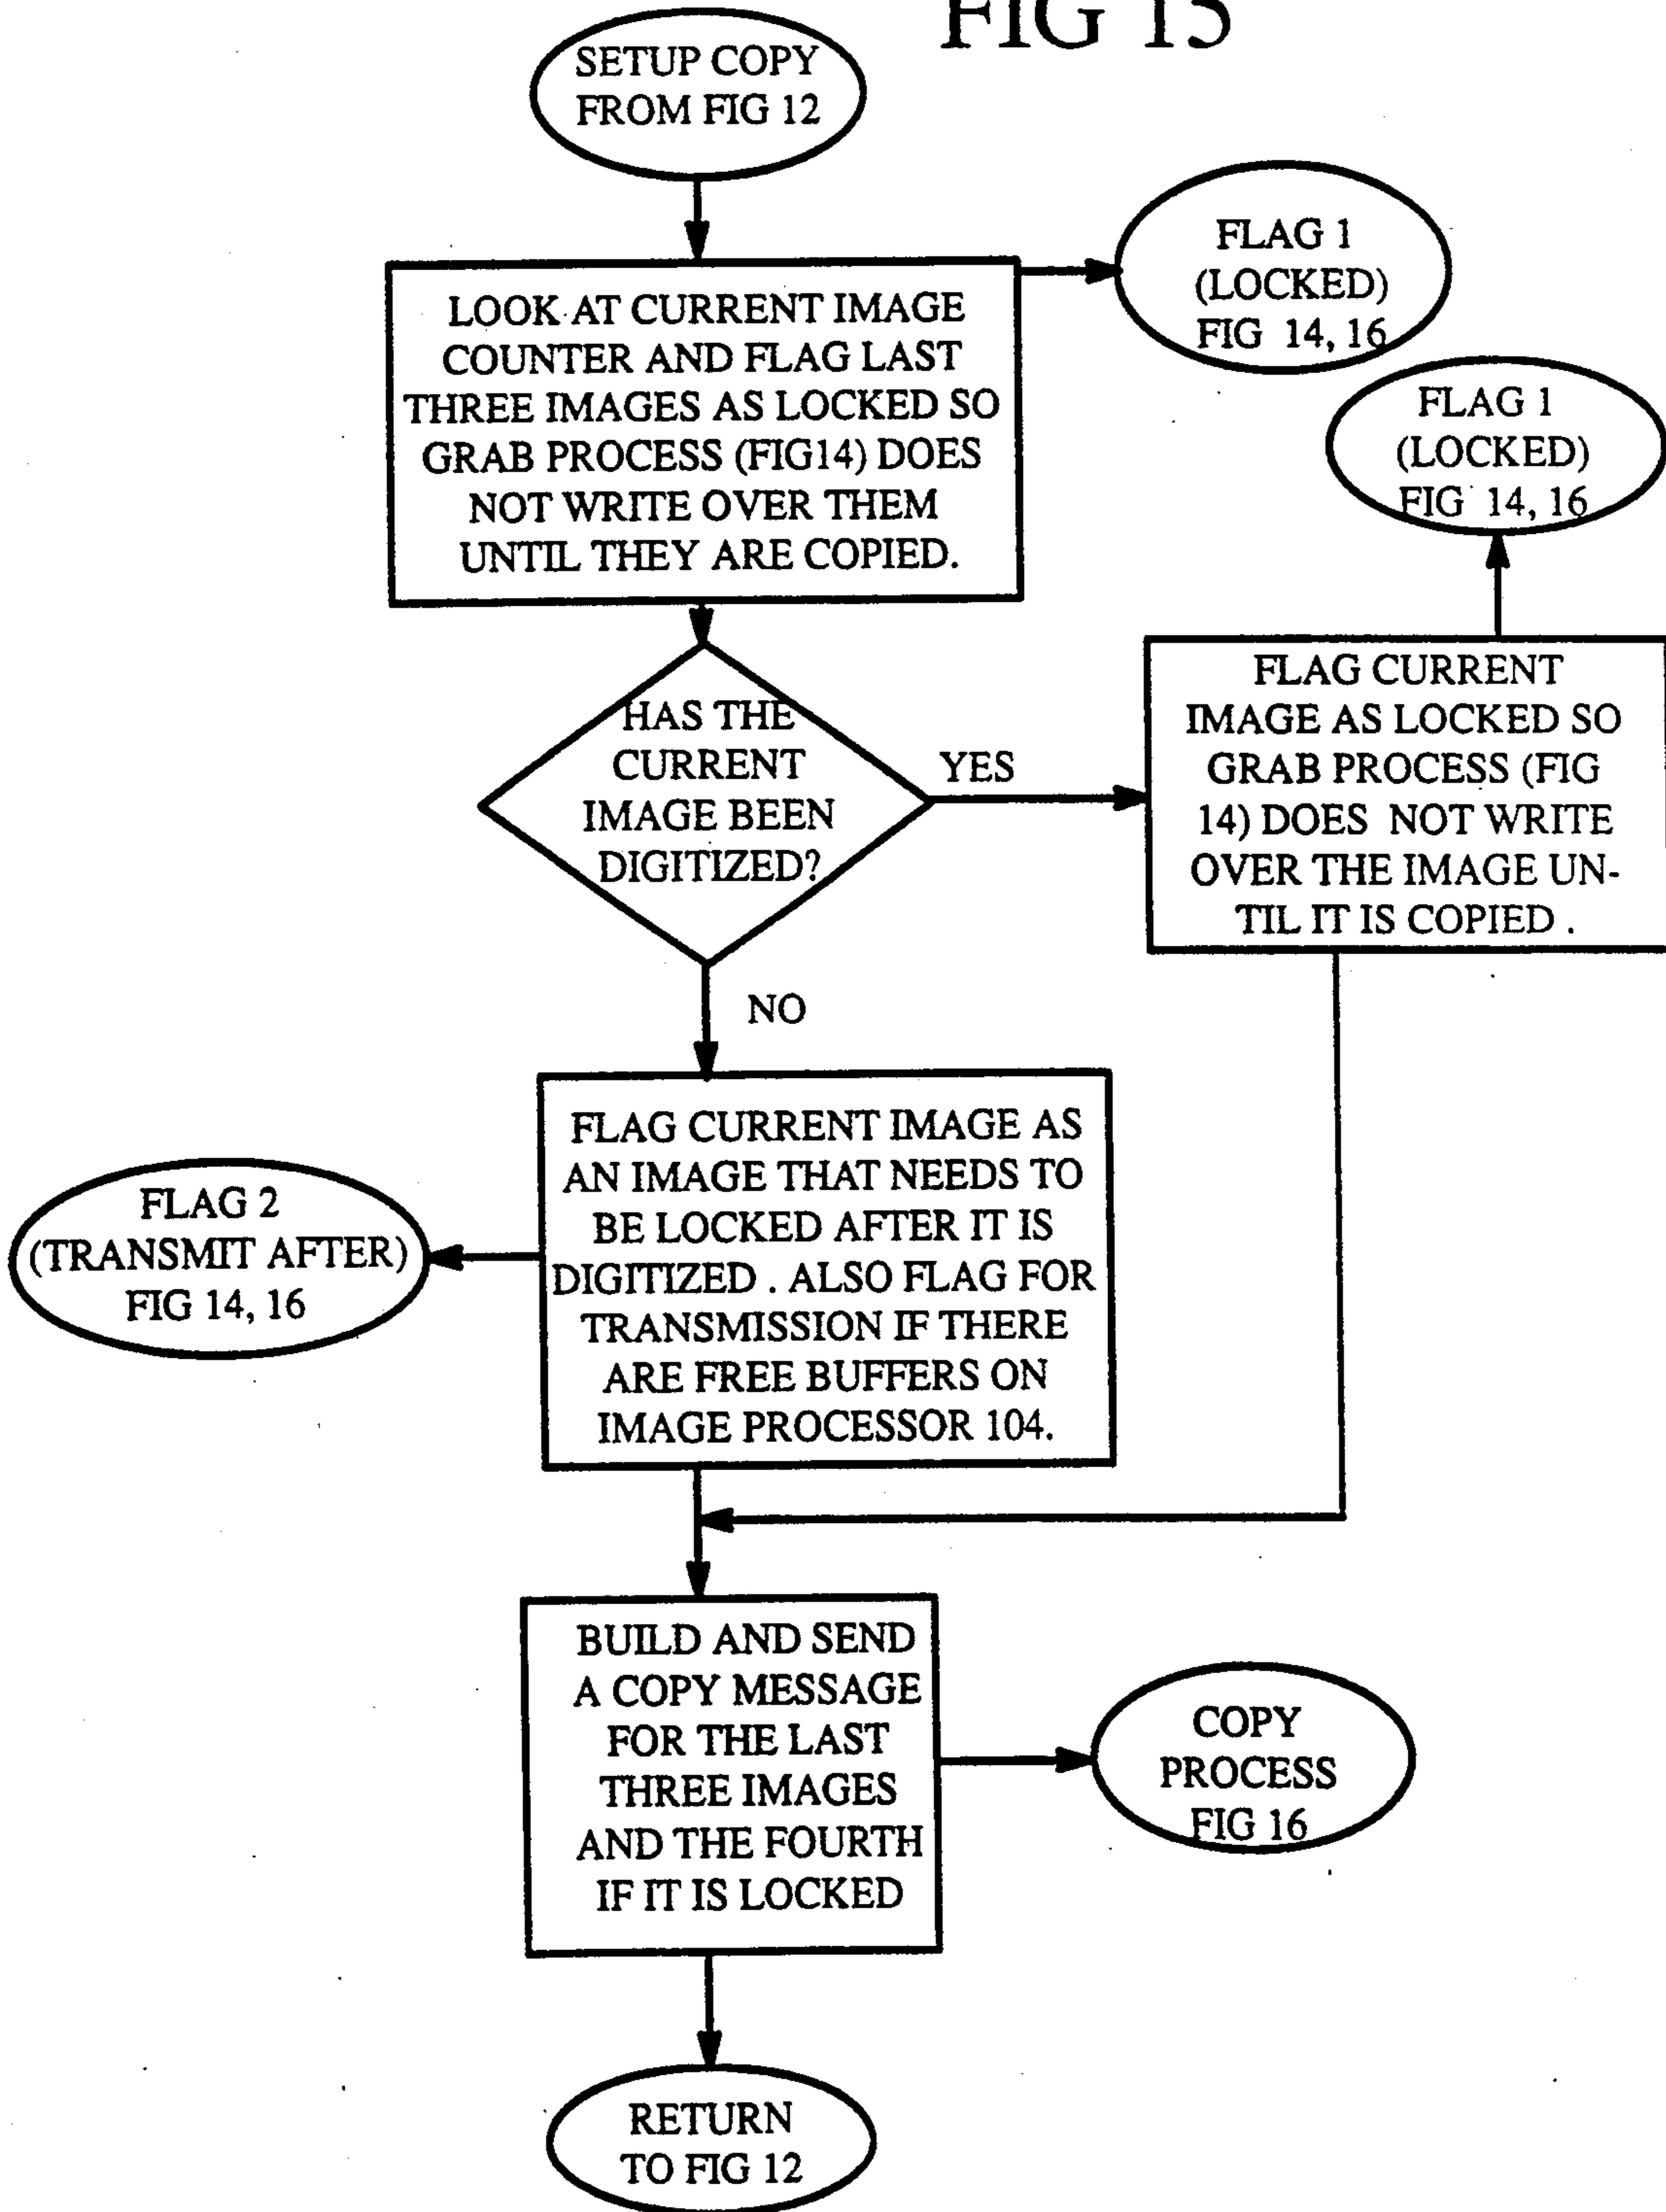 FIG 15
SETUP COPY
FROM FIG 12
LOOK AT CURRENT IMAGE
COUNTER AND FLAG LAST
THREE IMAGES AS LOCKED SO
GRAB PROCESS (FIG14) DOES
NOT WRITE OVER THEM
UNTIL THEY ARE COPIED.
FLAG 1
(LOCKED)
FIG 14, 16
FLAG 1
(LOCKED)
FIG 14, 16
HAS THE
CURRENT
IMAGE BEEN
DIGITIZED?
YES
FLAG CURRENT
IMAGE AS LOCKED SO
GRAB PROCESS (FIG
14) DOES NOT WRITE
OVER THE IMAGE UN-
TIL IT IS COPIED .
NO
FLAG CURRENT IMAGE AS
AN IMAGE THAT NEEDS TO
BE LOCKED AFTER IT IS
DIGITIZED . ALSO FLAG FOR
TRANSMISSION IF THERE
ARE FREE BUFFERS ON
IMAGE PROCESSOR 104.
FLAG 2
(TRANSMIT AFTER)
FIG 14, 16
BUILD AND SEND
A COPY MESSAGE
FOR THE LAST
THREE IMAGES
AND THE FOURTH
IF IT IS LOCKED
COPY
PROCESS
FIG 16
RETURN
TO FIG 12